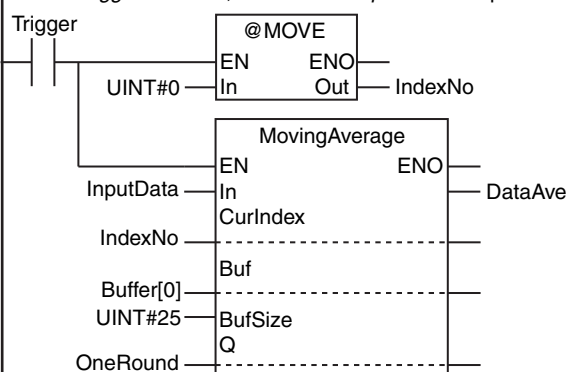 Trigger
@MOVE
EN ENO
UINT#0 In Out IndexNo
MovingAverage
EN ENO
InputData In DataAve
CurIndex
IndexNo
Buf
Buffer[0]
UINT#25 BufSize
Q
OneRound